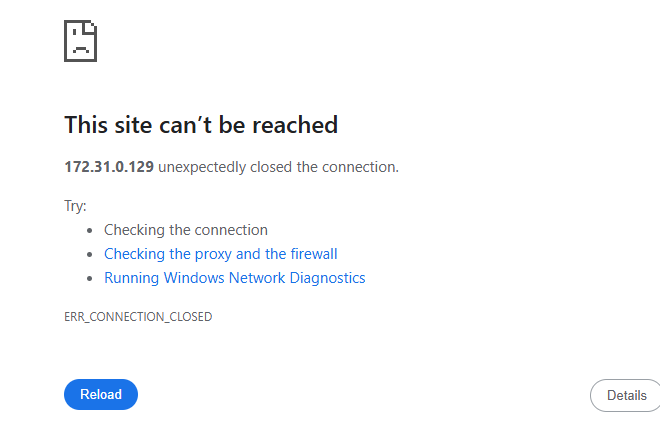 This site can’t be reached
172.31.0.129 unexpectedly closed the connection.
Try:
• Checking the connection
• Checking the proxy and the firewall
• Running Windows Network Diagnostics
ERR_CONNECTION_CLOSED
Reload
Details